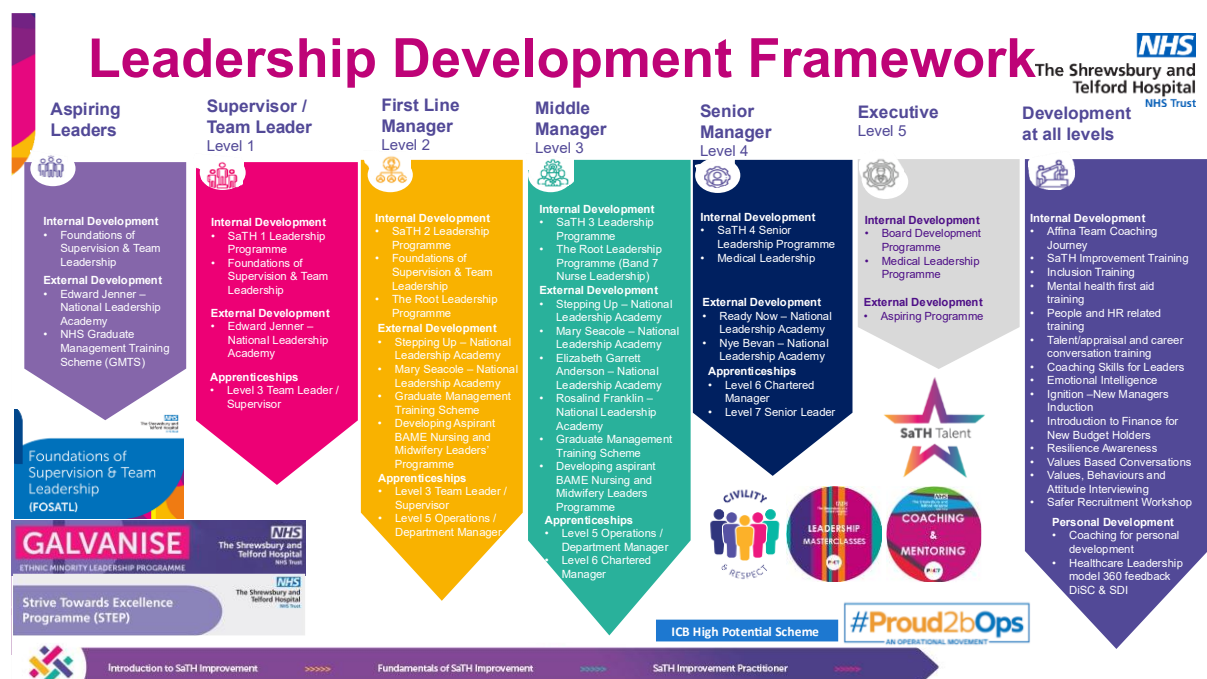 Leadership Development Framework
NHS
The Shrewsbury and
Telford Hospital
NHS Trust
Aspiring
Leaders
Internal Development
• Foundations of
Supervision & Team
Leadership
External Development
• Edward Jenner –
National Leadership
Academy
• NHS Graduate
Management Training
Scheme (GMTS)
Supervisor /
Team Leader
Level 1
Internal Development
• SaTH 1 Leadership
Programme
• Foundations of
Supervision & Team
Leadership
External Development
• Edward Jenner –
National Leadership
Academy
Apprenticeships
• Level 3 Team Leader /
Supervisor
First Line
Manager
Level 2
Internal Development
• SaTH 2 Leadership
Programme
• Foundations of
Supervision & Team
Leadership
• The Root Leadership
Programme
External Development
• Stepping Up – National
Leadership Academy
• Mary Seacole – National
Leadership Academy
• Graduate Management
Training Scheme
• Developing Aspirant
BAME Nursing and
Midwifery Leaders'
Programme
Apprenticeships
• Level 3 Team Leader /
Supervisor
• Level 5 Operations /
Department Manager
Middle
Manager
Level 3
Internal Development
• SaTH 3 Leadership
Programme
• The Root Leadership
Programme (Band 7
Nurse Leadership)
External Development
• Stepping Up – National
Leadership Academy
• Mary Seacole – National
Leadership Academy
• Elizabeth Garrett
Anderson – National
Leadership Academy
• Rosalind Franklin –
National Leadership
Academy
• Graduate Management
Training Scheme
• Developing aspirant
BAME Nursing and
Midwifery Leaders
Programme
Apprenticeships
• Level 5 Operations /
Department Manager
• Level 6 Chartered
Manager
Senior
Manager
Level 4
Internal Development
• SaTH 4 Senior
Leadership Programme
• Medical Leadership
External Development
• Ready Now – National
Leadership Academy
• Nye Bevan – National
Leadership Academy
Apprenticeships
• Level 6 Chartered
Manager
• Level 7 Senior Leader
Executive
Level 5
Internal Development
• Board Development
Programme
• Medical Leadership
Programme
External Development
• Aspiring Programme
Development
at all levels
Internal Development
• Affina Team Coaching
Journey
• SaTH Improvement Training
• Inclusion Training
• Mental health first aid
training
• People and HR related
training
• Talent/appraisal and career
conversation training
• Coaching Skills for Leaders
• Emotional Intelligence
• Ignition –New Managers
Induction
• Introduction to Finance for
New Budget Holders
• Resilience Awareness
• Values Based Conversations
• Values, Behaviours and
Attitude Interviewing
• Safer Recruitment Workshop
Personal Development
• Coaching for personal
development
• Healthcare Leadership
model 360 feedback
DiSC & SDI
NHS
The Shrewsbury and
Telford Hospital
Foundations of
Supervision & Team
Leadership
(FOSATL)
GALVANISE
ETHNIC MINORITY LEADERSHIP PROGRAMME
NHS
The Shrewsbury and
Telford Hospital
NHS Trust
Strive Towards Excellence
Programme (STEP)
NHS
The Shrewsbury and
Telford Hospital
NHS Trust
SaTH Talent
CIVILITY
& RESPECT
LEADERSHIP
MASTERCLASSES
NHS
COACHING
&
MENTORING
ICB High Potential Scheme
#Proud2bOps
AN OPERATIONAL MOVEMENT
Introduction to SaTH Improvement >>>>> Fundamentals of SaTH Improvement >>>>> SaTH Improvement Practitioner >>>>>